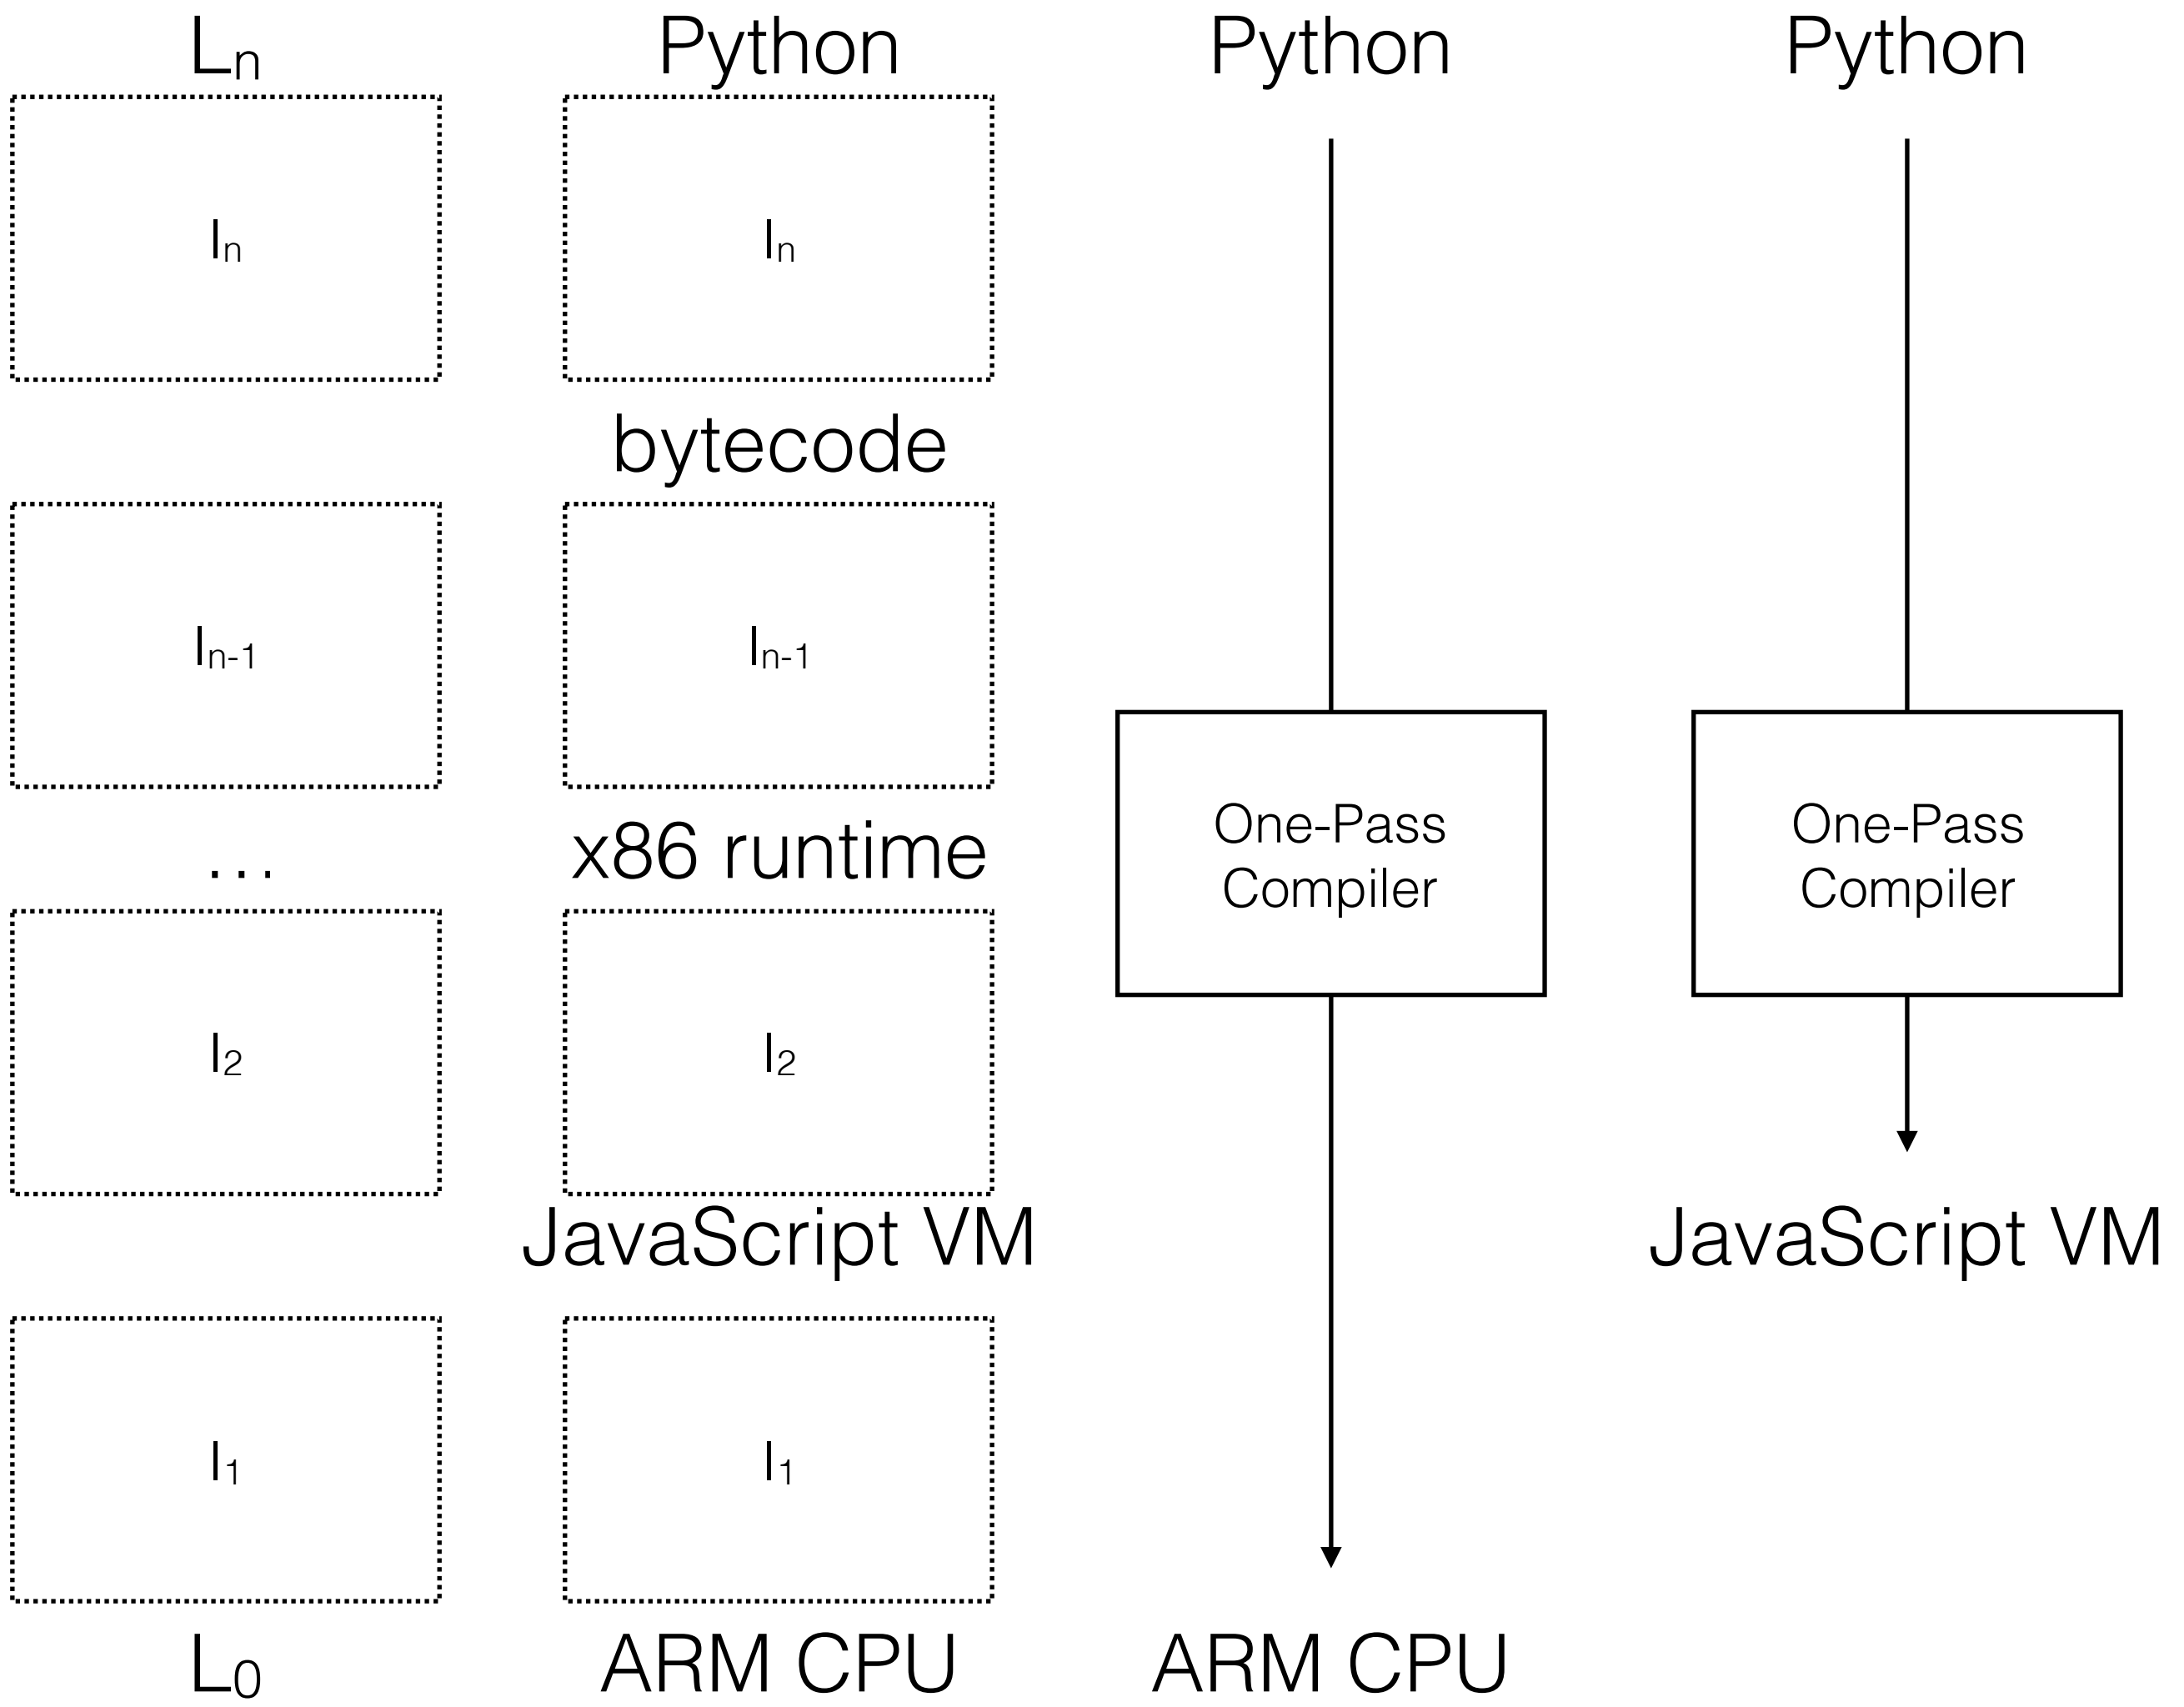 Lₙ
Iₙ
Iₙ₋₁
...
I₂
I₁
L₀
Python
Iₙ
bytecode
Iₙ₋₁
x86 runtime
I₂
JavaScript VM
I₁
ARM CPU
Python
One-Pass
Compiler
ARM CPU
Python
One-Pass
Compiler
JavaScript VM